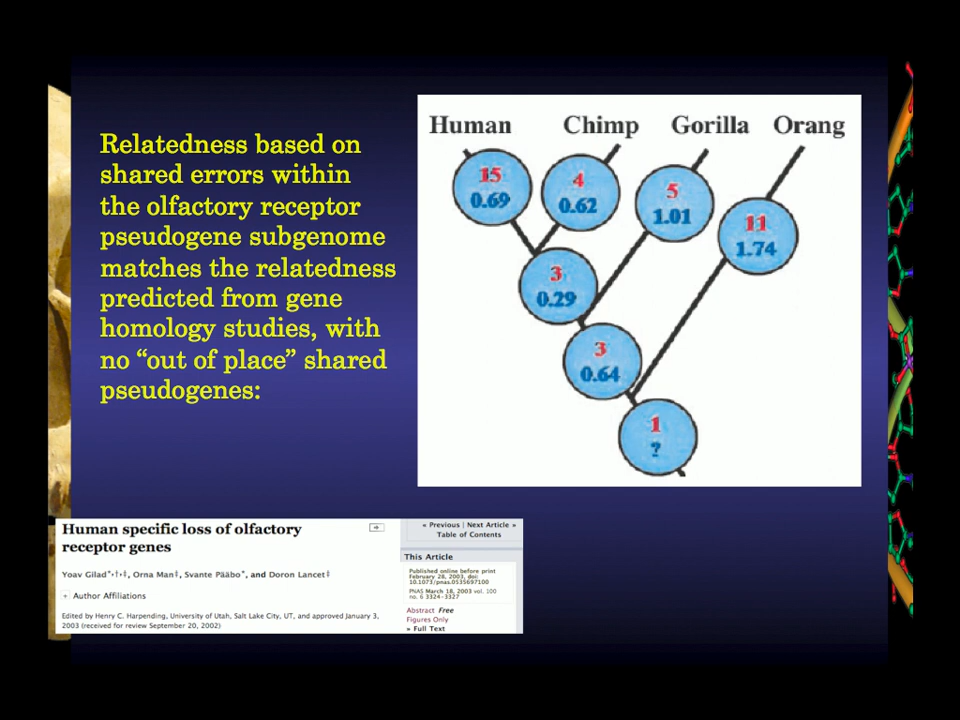 Relatedness based on
shared errors within
the olfactory receptor
pseudogene subgenome
matches the relatedness
predicted from gene
homology studies, with
no “out of place” shared
pseudogenes:
Human Chimp Gorilla Orang
15
0.69
4
0.62
5
1.01
11
1.74
3
0.29
3
0.64
1
?
Human specific loss of olfactory
receptor genes
Yoav Gilad*,†,‡, Orna Man‡, Svante Pääbo*, and Doron Lancet‡
+ Author Affiliations
Edited by Henry C. Harpending, University of Utah, Salt Lake City, UT, and approved January 3,
2003 (received for review September 20, 2002)
« Previous | Next Article »
Table of Contents
This Article
Published online before print
February 28, 2003, doi:
10.1073/pnas.0535697100
PNAS March 18, 2003 vol. 100
no. 6 3324-3327
Abstract Free
Figures Only
» Full Text